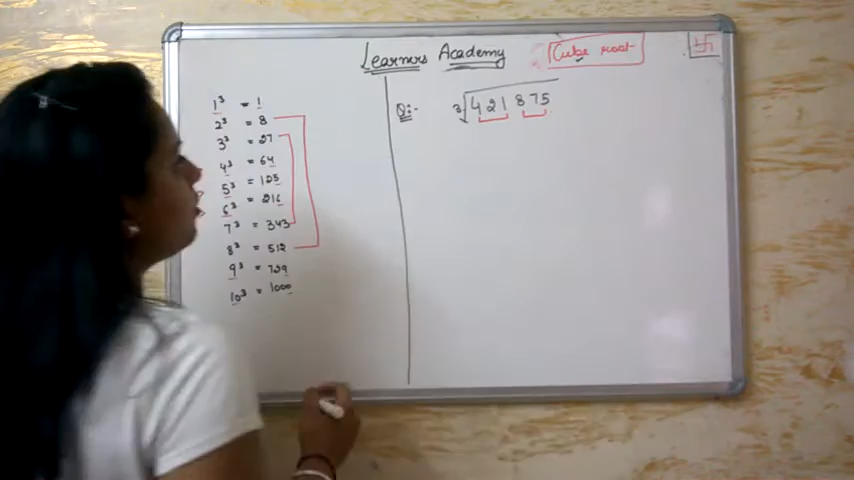 Learners Academy
Cube root
卐
1³ = 1
2³ = 8
3³ = 27
4³ = 64
5³ = 125
6³ = 216
7³ = 343
8³ = 512
9³ = 729
10³ = 1000
Q:- ³√421875